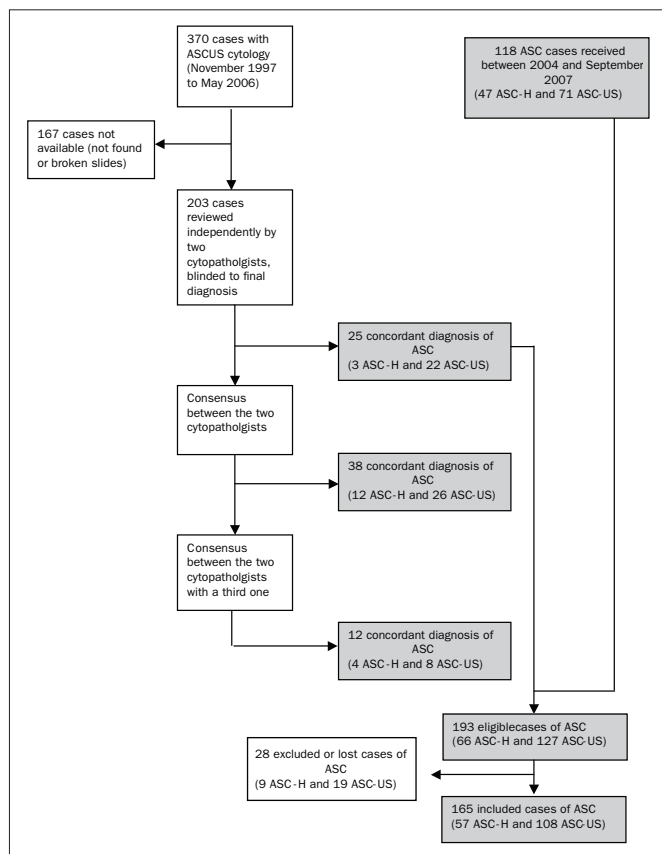 370 cases with
ASCUS cytology
(November 1997
to May 2006)
118 ASC cases received
between 2004 and September
2007
(47 ASC-H and 71 ASC-US)
167 cases not
available (not found
or broken slides)
203 cases
reviewed
independently by
two
cytopatholgists,
blinded to final
diagnosis
25 concordant diagnosis of
ASC
(3 ASC-H and 22 ASC-US)
Consensus
between the two
cytopatholgists
38 concordant diagnosis of
ASC
(12 ASC-H and 26 ASC-US)
Consensus
between the two
cytopatholgists
with a third one
12 concordant diagnosis of
ASC
(4 ASC-H and 8 ASC-US)
193 eligiblecases of ASC
(66 ASC-H and 127 ASC-US)
28 excluded or lost cases of
ASC
(9 ASC-H and 19 ASC-US)
165 included cases of ASC
(57 ASC-H and 108 ASC-US)